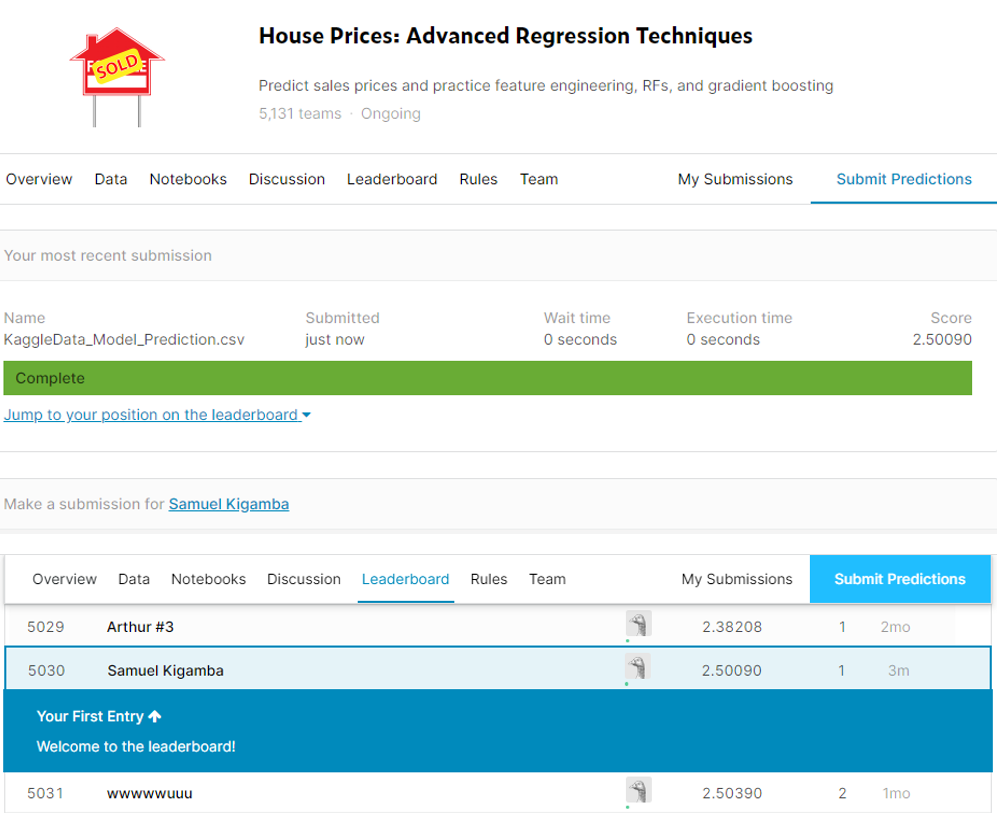 SOLD
House Prices: Advanced Regression Techniques
Predict sales prices and practice feature engineering, RFs, and gradient boosting
5,131 teams · Ongoing
Overview Data Notebooks Discussion Leaderboard Rules Team My Submissions Submit Predictions
Your most recent submission
Name Submitted Wait time Execution time Score
KaggleData_Model_Prediction.csv just now 0 seconds 0 seconds 2.50090
Complete
Jump to your position on the leaderboard
Make a submission for Samuel Kigamba
Overview Data Notebooks Discussion Leaderboard Rules Team My Submissions Submit Predictions
5029 Arthur #3 2.38208 1 2mo
5030 Samuel Kigamba 2.50090 1 3m
Your First Entry
Welcome to the leaderboard!
5031 wwwwwuuu 2.50390 2 1mo